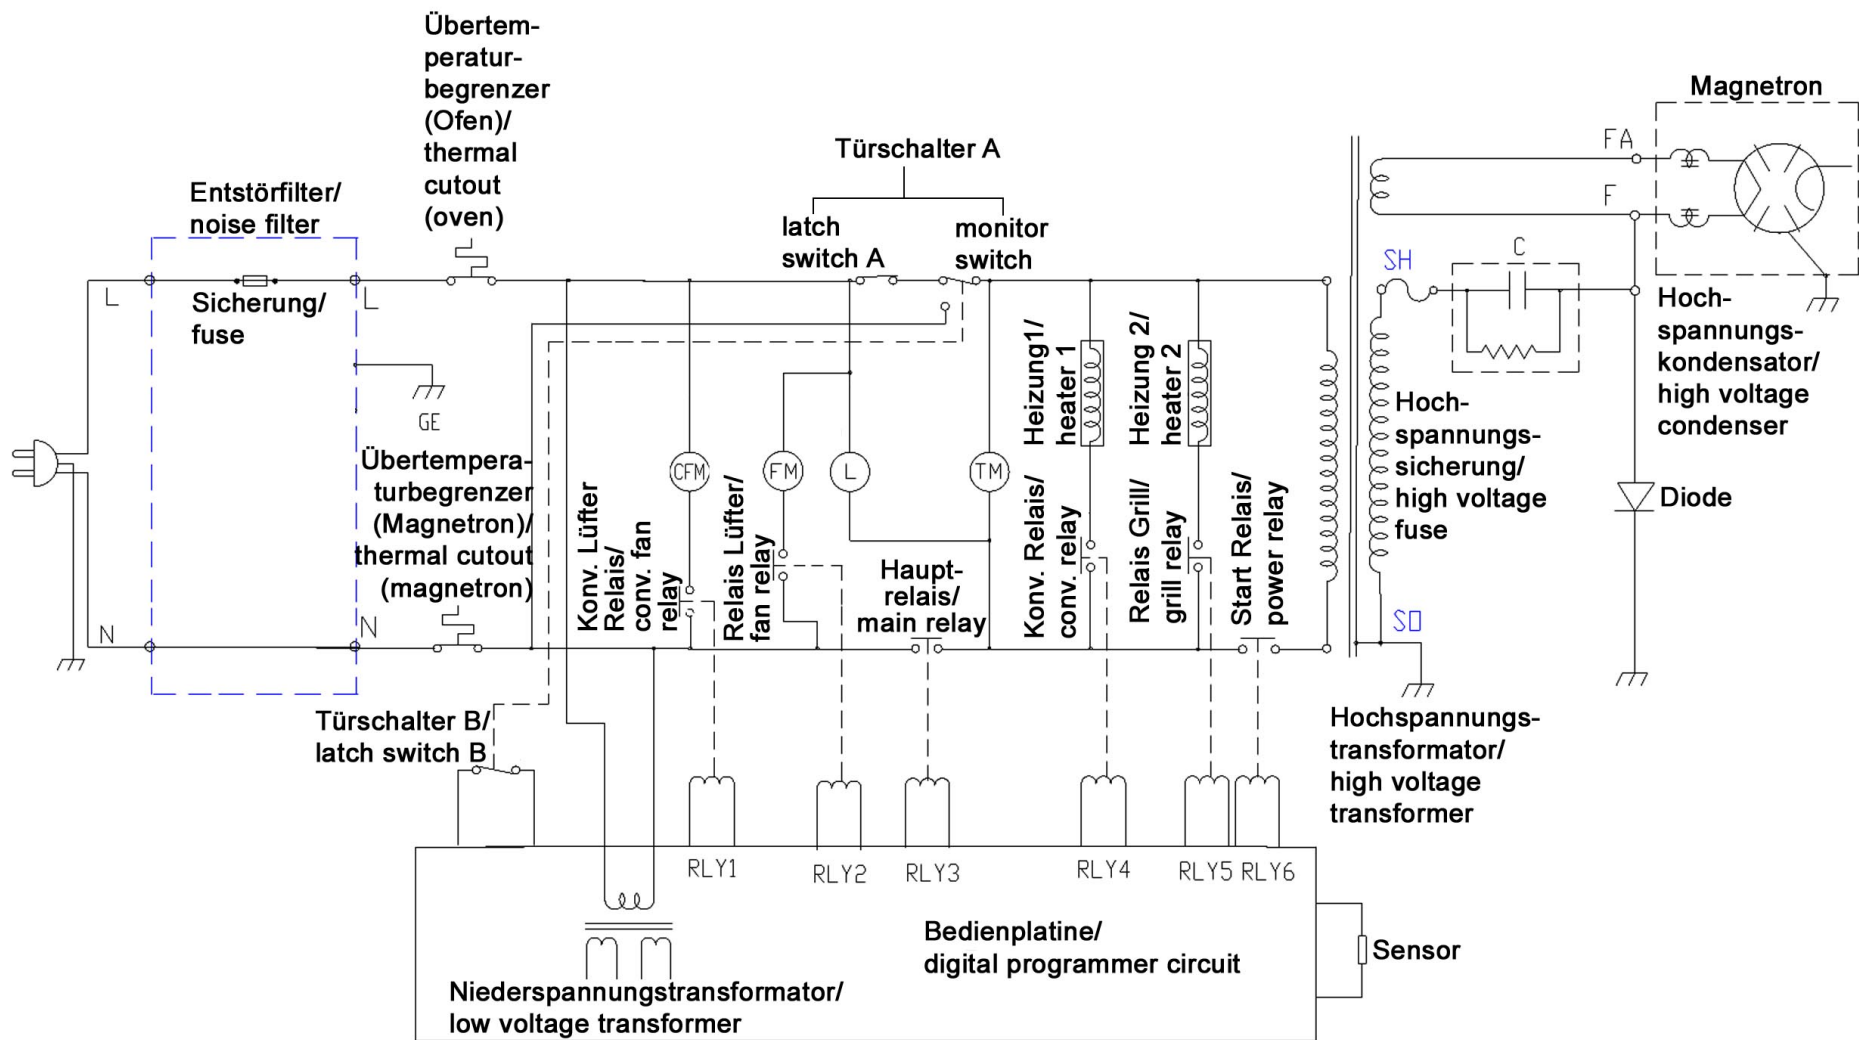 Übertem-
peratur-
begrenzer
(Ofen)/
thermal
cutout
(oven)
Entstörfilter/
noise filter
L
Sicherung/
fuse
L
GE
Übertempera-
turbegrenzer
(Magnetron)/
thermal cutout
(magnetron)
N
N
Türschalter A
latch
switch A
monitor
switch
CFM
FM
L
TM
Konv. Lüfter
Relais/
conv. fan
relay
Relais Lüfter/
fan relay
Haupt-
relais/
main relay
Heizung1/
heater 1
Konv. Relais/
conv. relay
Heizung 2/
heater 2
Relais Grill/
grill relay
Start Relais/
power relay
Magnetron
FA
F
SH
C
Hoch-
spannungs-
kondensator/
high voltage
condenser
Hoch-
spannungs-
sicherung/
high voltage
fuse
Diode
SO
Hochspannungs-
transformator/
high voltage
transformer
Türschalter B/
latch switch B
RLY1
RLY2
RLY3
RLY4
RLY5
RLY6
Bedienplatine/
digital programmer circuit
Sensor
Niederspannungstransformator/
low voltage transformer